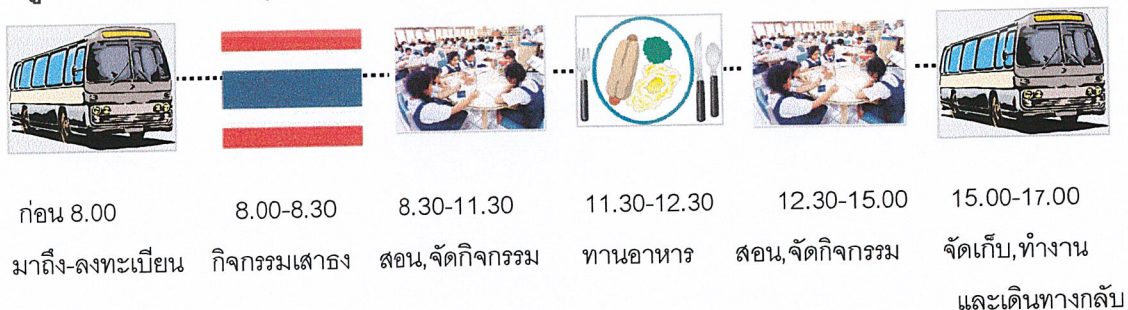 ก่อน 8.00
มาถึง-ลงทะเบียน
8.00-8.30
กิจกรรมเสาธง
8.30-11.30
สอน,จัดกิจกรรม
11.30-12.30
ทานอาหาร
12.30-15.00
สอน,จัดกิจกรรม
15.00-17.00
จัดเก็บ,ทำงาน
และเดินทางกลับ